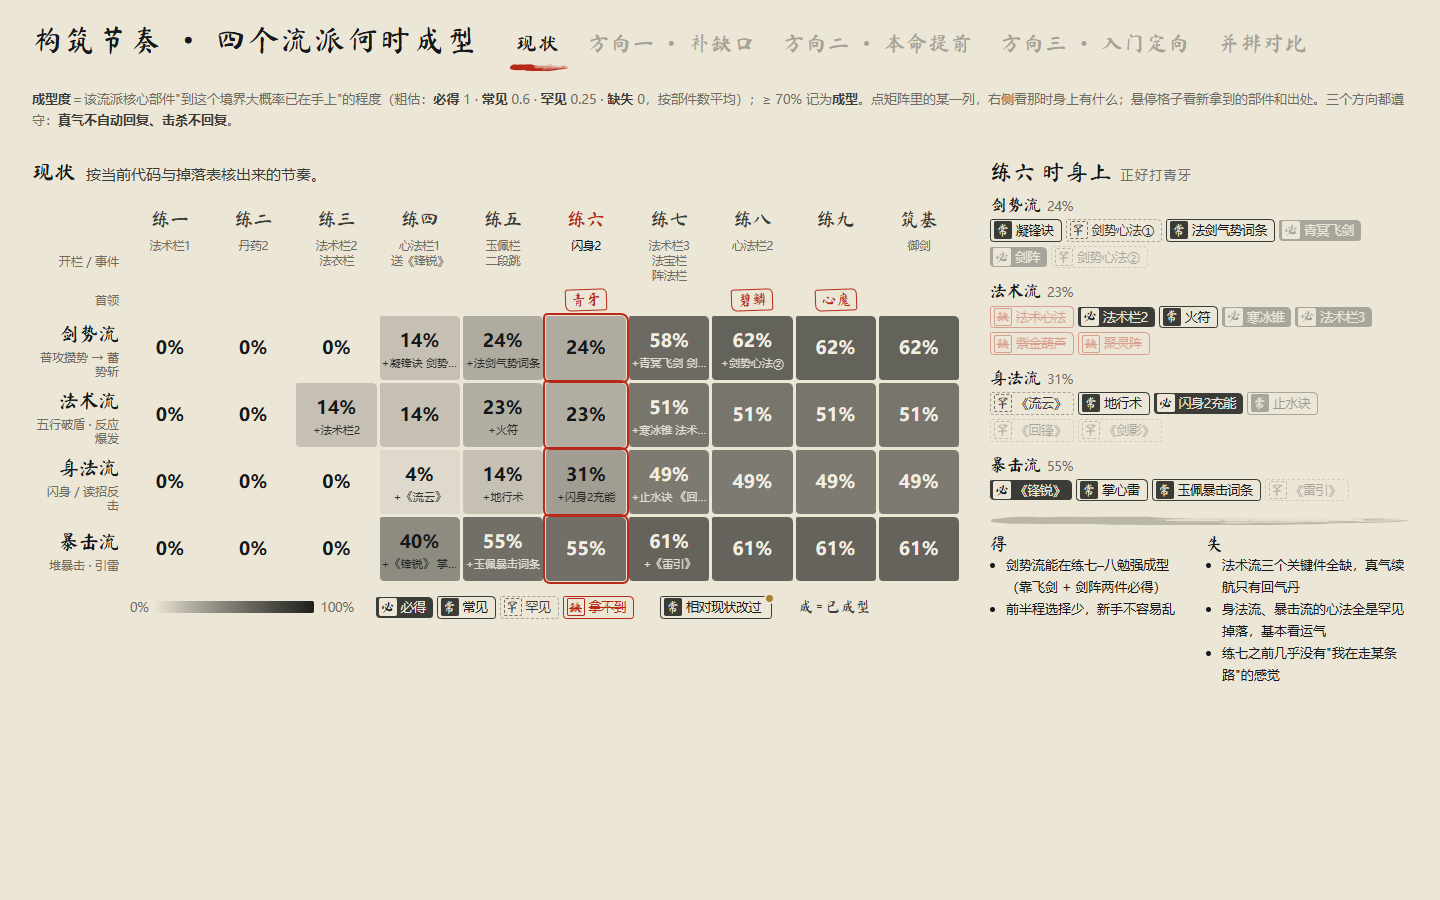 构筑节奏 · 四个流派何时成型 现状 方向一 · 补缺口 方向二 · 本命提前 方向三 · 入门定向 并排对比
成型度 = 该流派核心部件"到这个境界大概率已在手上"的程度（粗估：必得 1 · 常见 0.6 · 罕见 0.25 · 缺失 0，按部件数平均）；≥ 70% 记为成型。点矩阵里的某一列，右侧看那时身上有什么；悬停格子看新拿到的部件和出处。三个方向都遵
守：真气不自动回复、击杀不回复。
现状 按当前代码与掉落表核出来的节奏。
练一 练二 练三 练四 练五 练六 练七 练八 练九 筑基
法术栏1 丹药2 法术栏2 心法栏1 玉佩栏 闪身2 法术栏3 心法栏2 御剑
开栏 / 事件 法衣栏 送《锋锐》 二段跳 法宝栏
阵法栏
首领 青牙 碧鳞 心魔
剑势流 0% 0% 0% 14% 24% 24% 58% 62% 62% 62%
普攻攒势 → 蓄 +凝锋诀 剑势… +法剑气势词条 +青冥飞剑 剑… +剑势心法②
势斩
法术流 0% 0% 14% 14% 23% 23% 51% 51% 51% 51%
五行破盾 · 反应 +法术栏2 +火符 +寒冰锥 法术…
爆发
身法流 0% 0% 0% 4% 14% 31% 49% 49% 49% 49%
闪身 / 读招反 +《流云》 +地行术 +闪身2充能 +止水诀 《回…
击
暴击流 0% 0% 0% 40% 55% 55% 61% 61% 61% 61%
堆暴击 · 引雷 +《锋锐》 掌… +玉佩暴击词条 +《雷引》
0% 100% 必 必得 常 常见 罕 罕见 缺 拿不到 常 相对现状改过 成 = 已成型
练六 时身上 正好打青牙
剑势流 24%
常 凝锋诀 罕 剑势心法① 常 法剑气势词条 必 青冥飞剑
必 剑阵 罕 剑势心法②
法术流 23%
缺 法术心法 必 法术栏2 常 火符 必 寒冰锥 必 法术栏3
缺 紫金葫芦 缺 聚灵阵
身法流 31%
罕 《流云》 常 地行术 必 闪身2充能 常 止水诀
罕 《回锋》 罕 《剑影》
暴击流 55%
必 《锋锐》 常 掌心雷 常 玉佩暴击词条 罕 《雷引》
得
• 剑势流能在练七–八勉强成型
（靠飞剑 + 剑阵两件必得）
• 前半程选择少，新手不容易乱
失
• 法术流三个关键件全缺，真气续
航只有回气丹
• 身法流、暴击流的心法全是罕见
掉落，基本看运气
• 练七之前几乎没有"我在走某条
路"的感觉